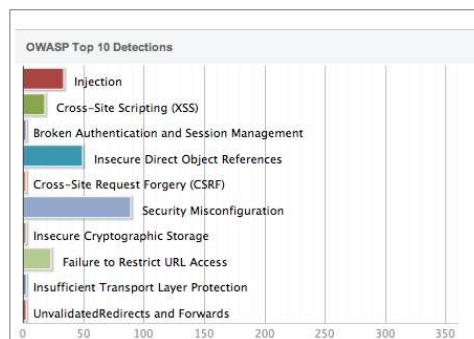 OWASP Top 10 Detections
Injection
Cross-Site Scripting (XSS)
Broken Authentication and Session Management
Insecure Direct Object References
Cross-Site Request Forgery (CSRF)
Security Misconfiguration
Insecure Cryptographic Storage
Failure to Restrict URL Access
Insufficient Transport Layer Protection
UnvalidatedRedirects and Forwards
0 50 100 150 200 250 300 350